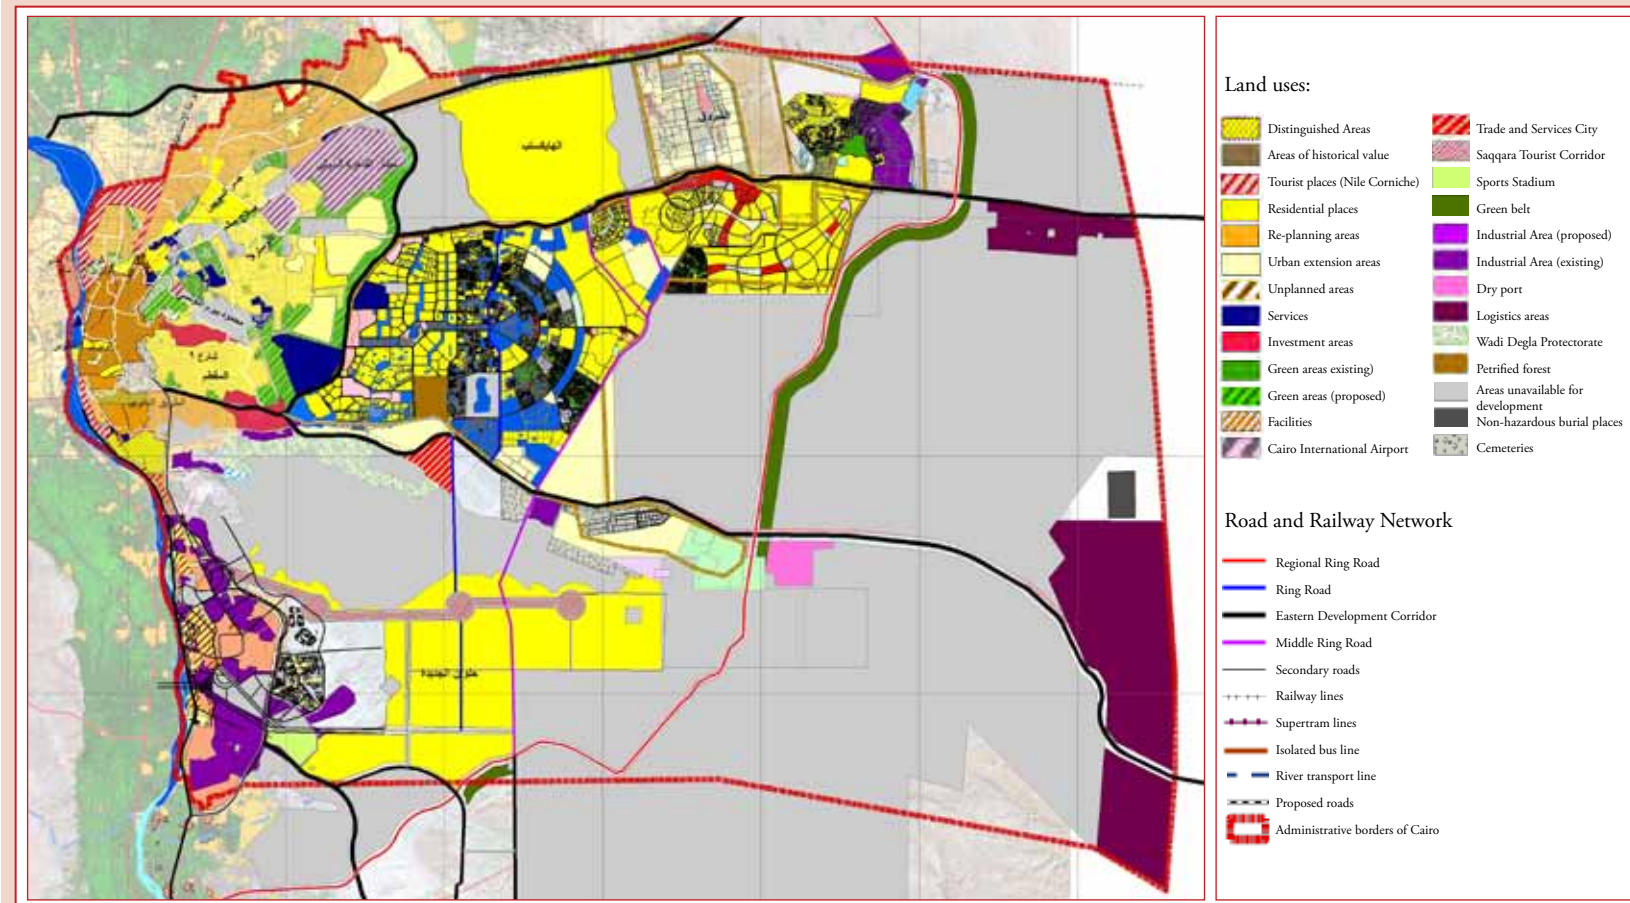 Land uses:
Distinguished Areas
Areas of historical value
Tourist places (Nile Corniche)
Residential places
Re-planning areas
Urban extension areas
Unplanned areas
Services
Investment areas
Green areas existing)
Green areas (proposed)
Facilities
Cairo International Airport
Trade and Services City
Saqqara Tourist Corridor
Sports Stadium
Green belt
Industrial Area (proposed)
Industrial Area (existing)
Dry port
Logistics areas
Wadi Degla Protectorate
Petrified forest
Areas unavailable for
development
Non-hazardous burial places
Cemeteries
Road and Railway Network
Regional Ring Road
Ring Road
Eastern Development Corridor
Middle Ring Road
Secondary roads
Railway lines
Supertram lines
Isolated bus line
River transport line
Proposed roads
Administrative borders of Cairo
الهايكستب
حلوان الجديدة
المقطم